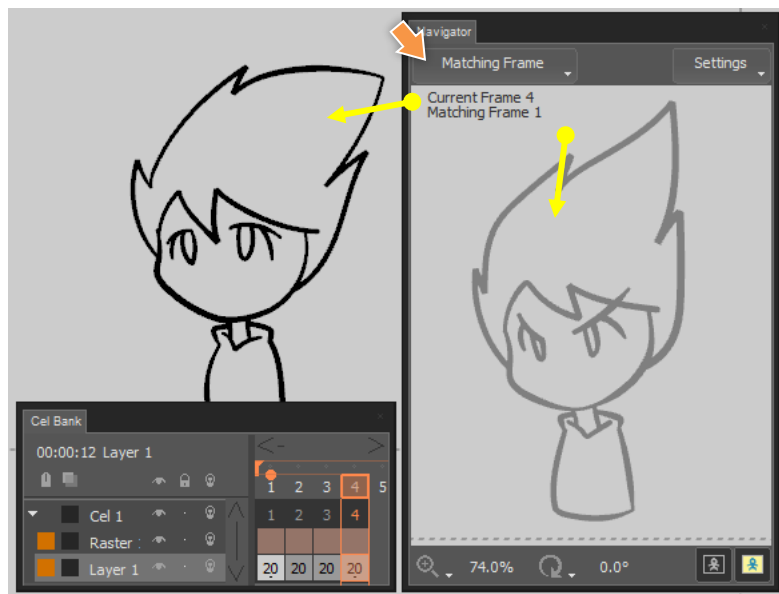 Navigator
Matching Frame
Settings
Current Frame 4
Matching Frame 1
Cel Bank
00:00:12 Layer 1
1 2 3 4 5
Cel 1
1 2 3 4
Raster
Layer 1
20 20 20 20
74.0%
0.0°